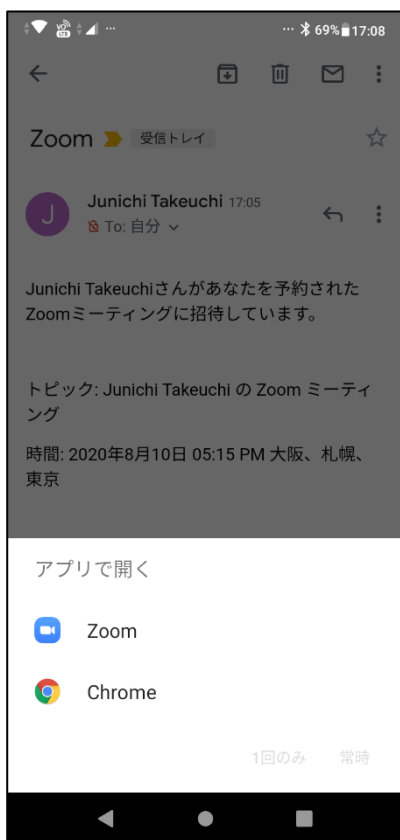 VO LTE … … 69% 17:08
Zoom 受信トレイ
J
Junichi Takeuchi 17:05
To: 自分
Junichi Takeuchiさんがあなたを予約された
Zoomミーティングに招待しています。
トピック: Junichi Takeuchi の Zoom ミーティ
ング
時間: 2020年8月10日 05:15 PM 大阪、札幌、
東京
アプリで開く
Zoom
Chrome
1回のみ 常時